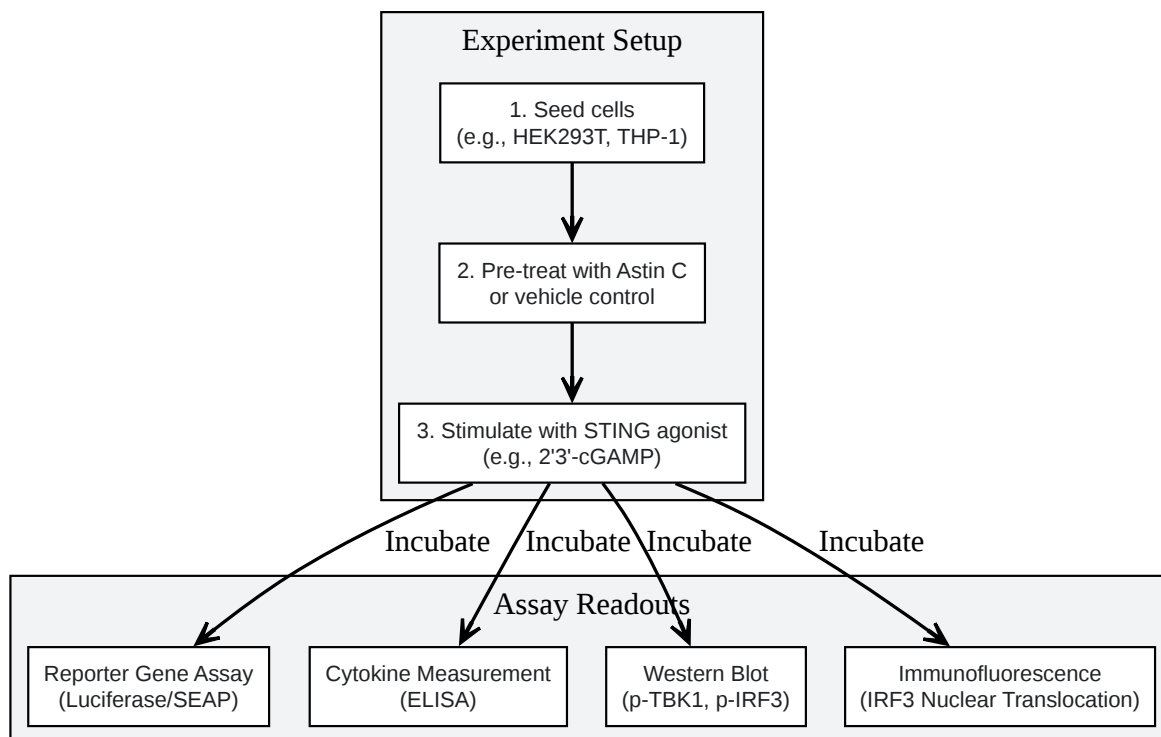 Experiment Setup
1. Seed cells
(e.g., HEK293T, THP-1)
2. Pre-treat with Astin C
or vehicle control
3. Stimulate with STING agonist
(e.g., 2'3'-cGAMP)
Incubate
Incubate
Incubate
Incubate
Assay Readouts
Reporter Gene Assay
(Luciferase/SEAP)
Cytokine Measurement
(ELISA)
Western Blot
(p-TBK1, p-IRF3)
Immunofluorescence
(IRF3 Nuclear Translocation)